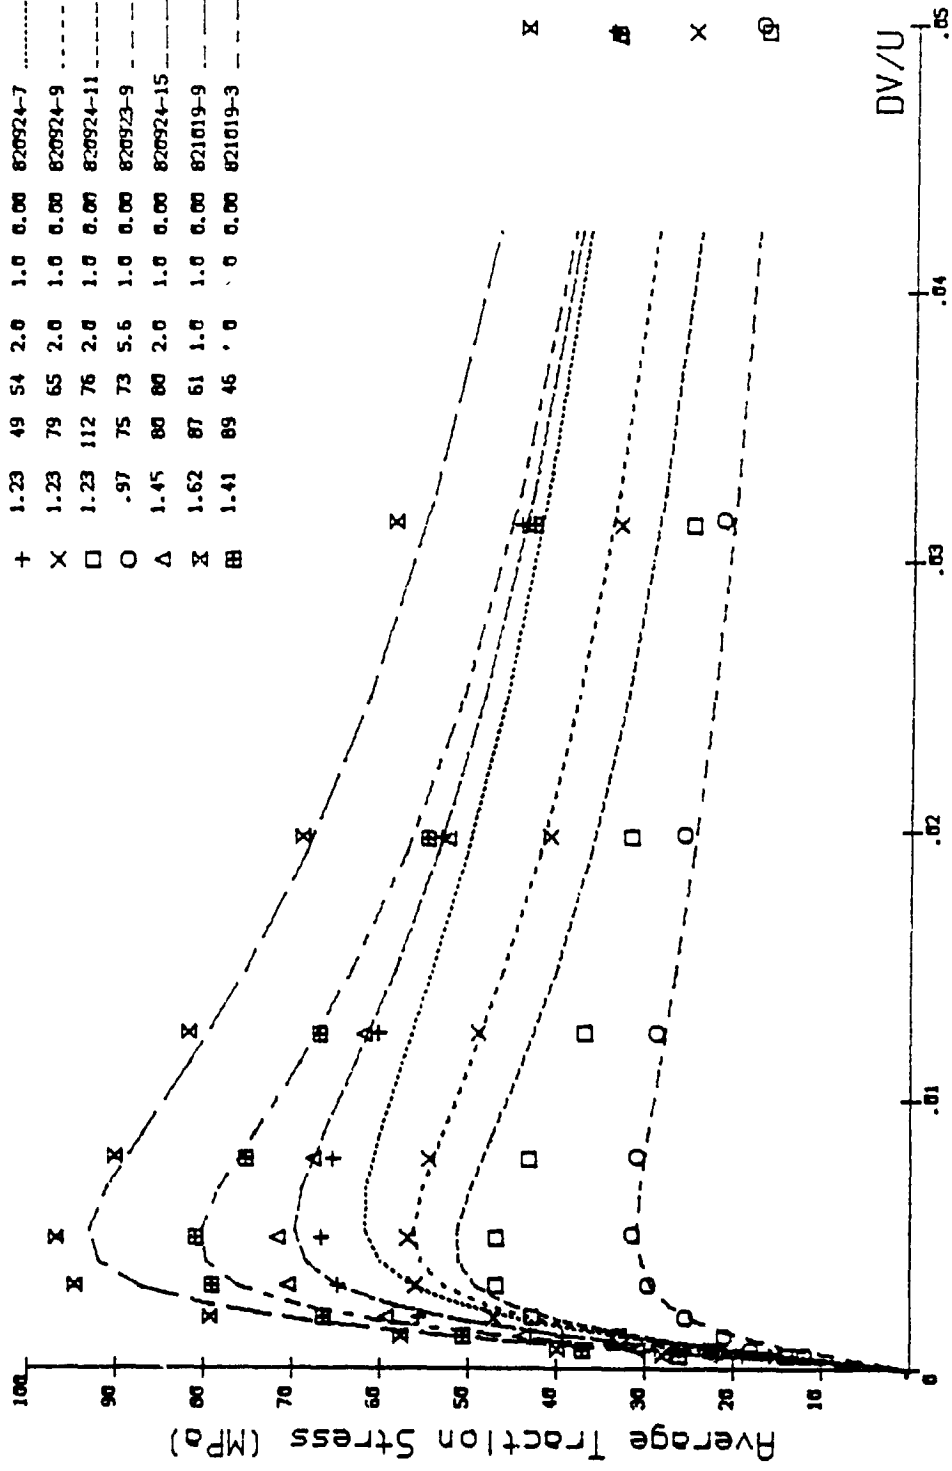 + 1.23 49 54 2.0 1.0 0.00 820924-7
× 1.23 79 65 2.0 1.0 0.00 820924-9
□ 1.23 112 76 2.0 1.0 0.00 820924-11
○ .97 75 73 5.6 1.0 0.00 820923-9
△ 1.45 80 80 2.0 1.0 0.00 820924-15
1.62 87 61 1.0 1.0 0.00 821019-9
1.41 89 46 0 0 0.00 821019-3
Average Traction Stress (MPa)
100
90
80
70
60
50
40
30
20
10
0
.01
.02
.03
.04
.05
DV/U